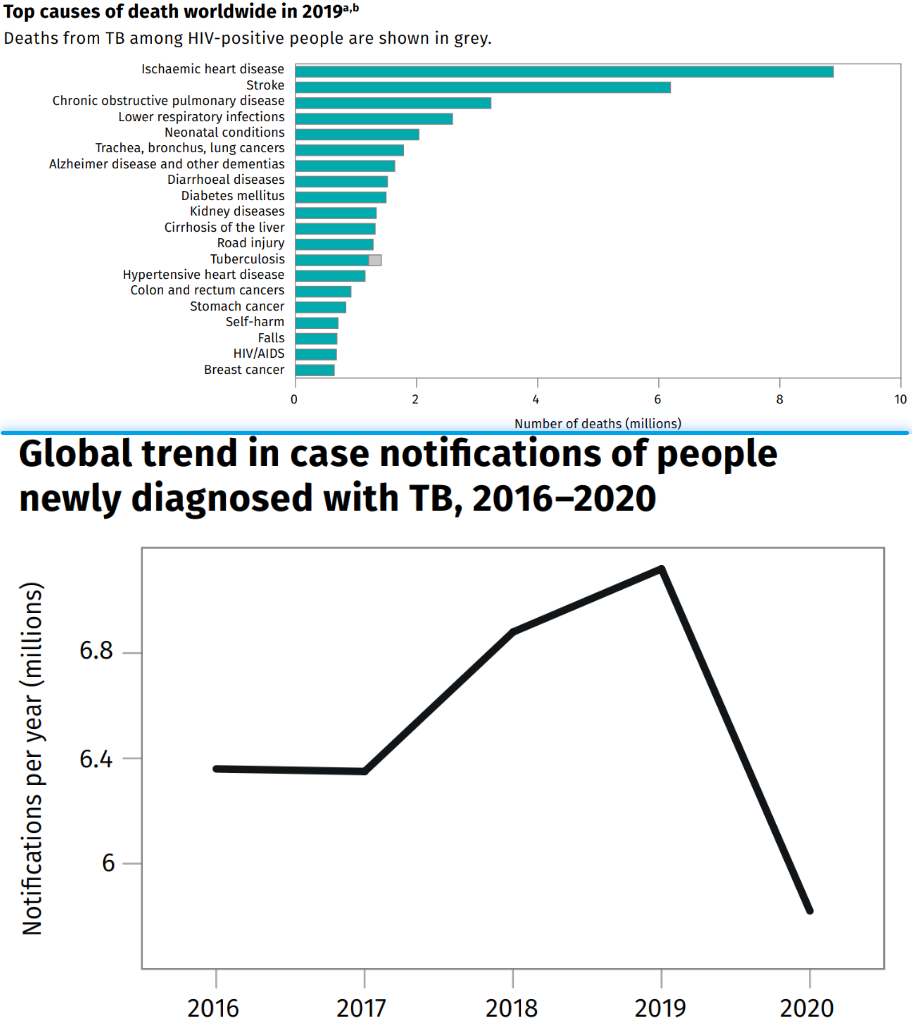 Top causes of death worldwide in 2019ᵃ,ᵇ
Deaths from TB among HIV-positive people are shown in grey.
Ischaemic heart disease
Stroke
Chronic obstructive pulmonary disease
Lower respiratory infections
Neonatal conditions
Trachea, bronchus, lung cancers
Alzheimer disease and other dementias
Diarrhoeal diseases
Diabetes mellitus
Kidney diseases
Cirrhosis of the liver
Road injury
Tuberculosis
Hypertensive heart disease
Colon and rectum cancers
Stomach cancer
Self-harm
Falls
HIV/AIDS
Breast cancer
0 2 4 6 8 10
Number of deaths (millions)
Global trend in case notifications of people
newly diagnosed with TB, 2016–2020
Notifications per year (millions)
6.8
6.4
6
2016 2017 2018 2019 2020